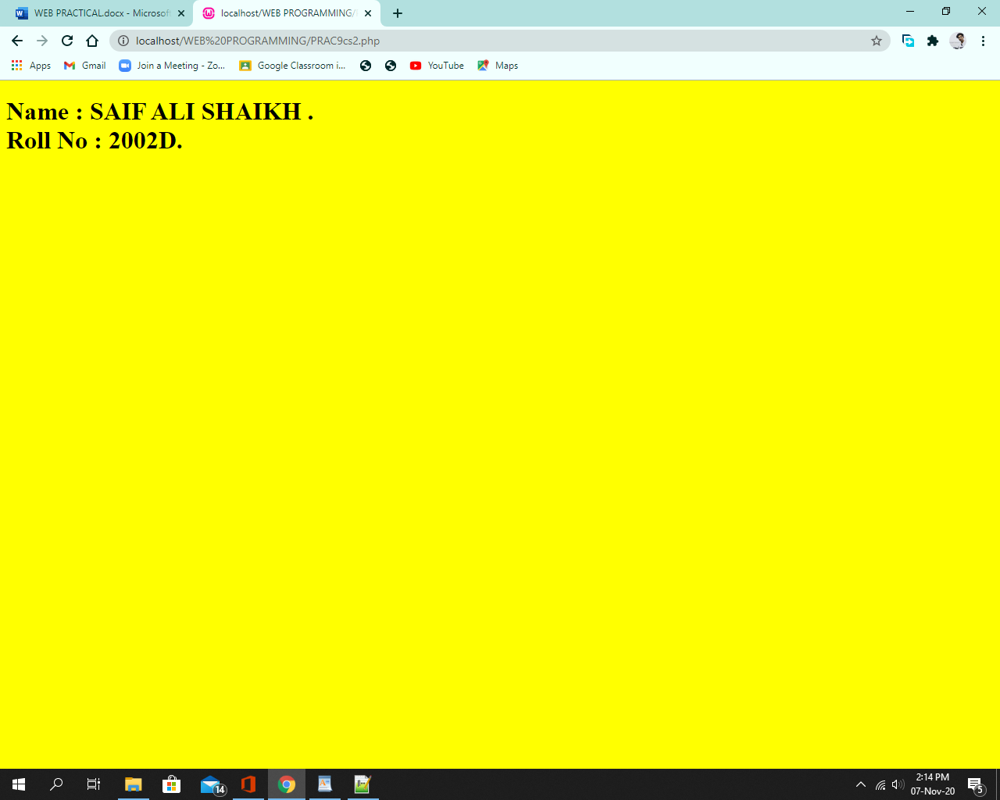 WEB PRACTICAL.docx - Microsof
localhost/WEB PROGRAMMING/
localhost/WEB%20PROGRAMMING/PRAC9cs2.php
Apps Gmail Join a Meeting - Zo... Google Classroom i... YouTube Maps
Name : SAIF ALI SHAIKH .
Roll No : 2002D.
14
2:14 PM
07-Nov-20
5